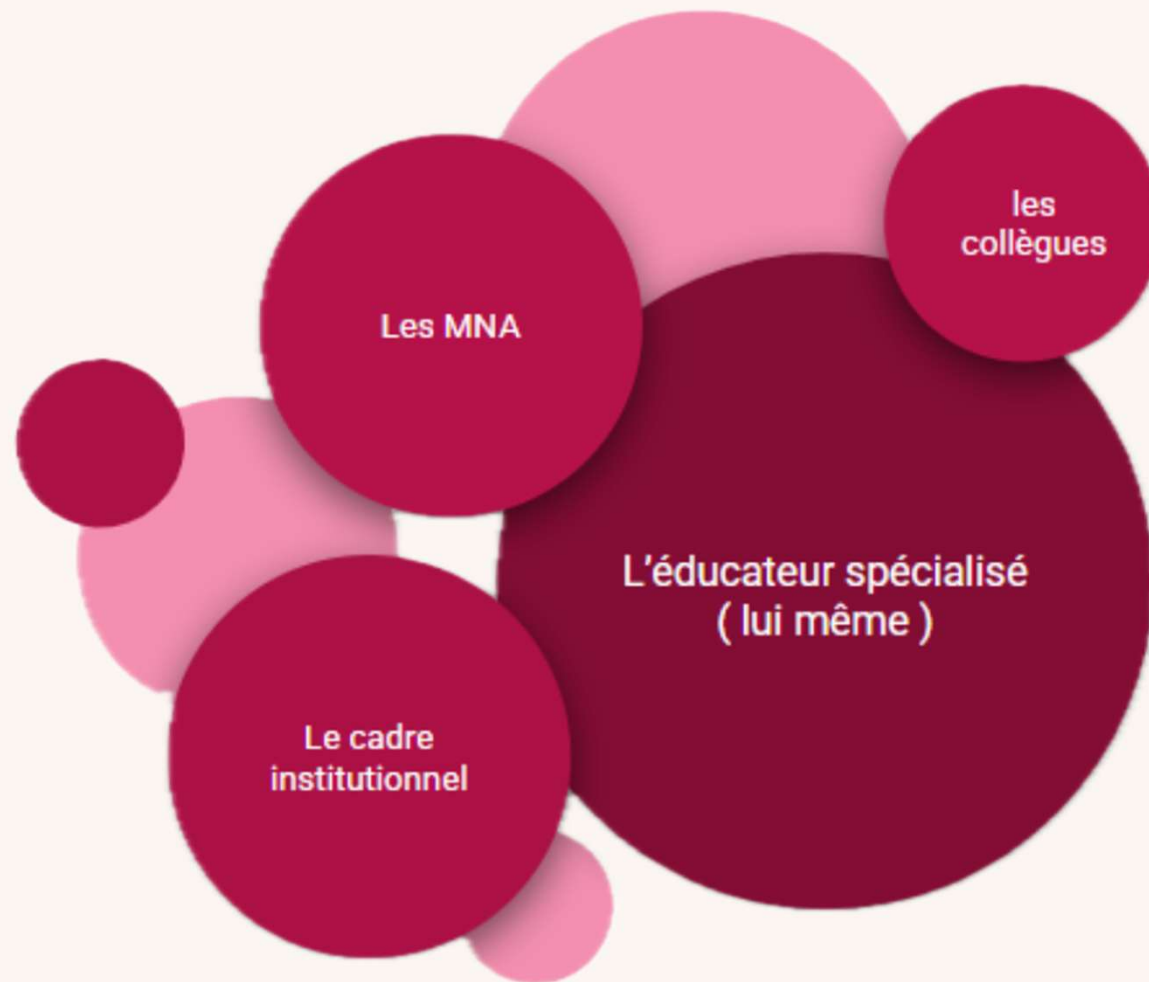 les
collègues
Les MNA
L'éducateur spécialisé
( lui même )
Le cadre
institutionnel